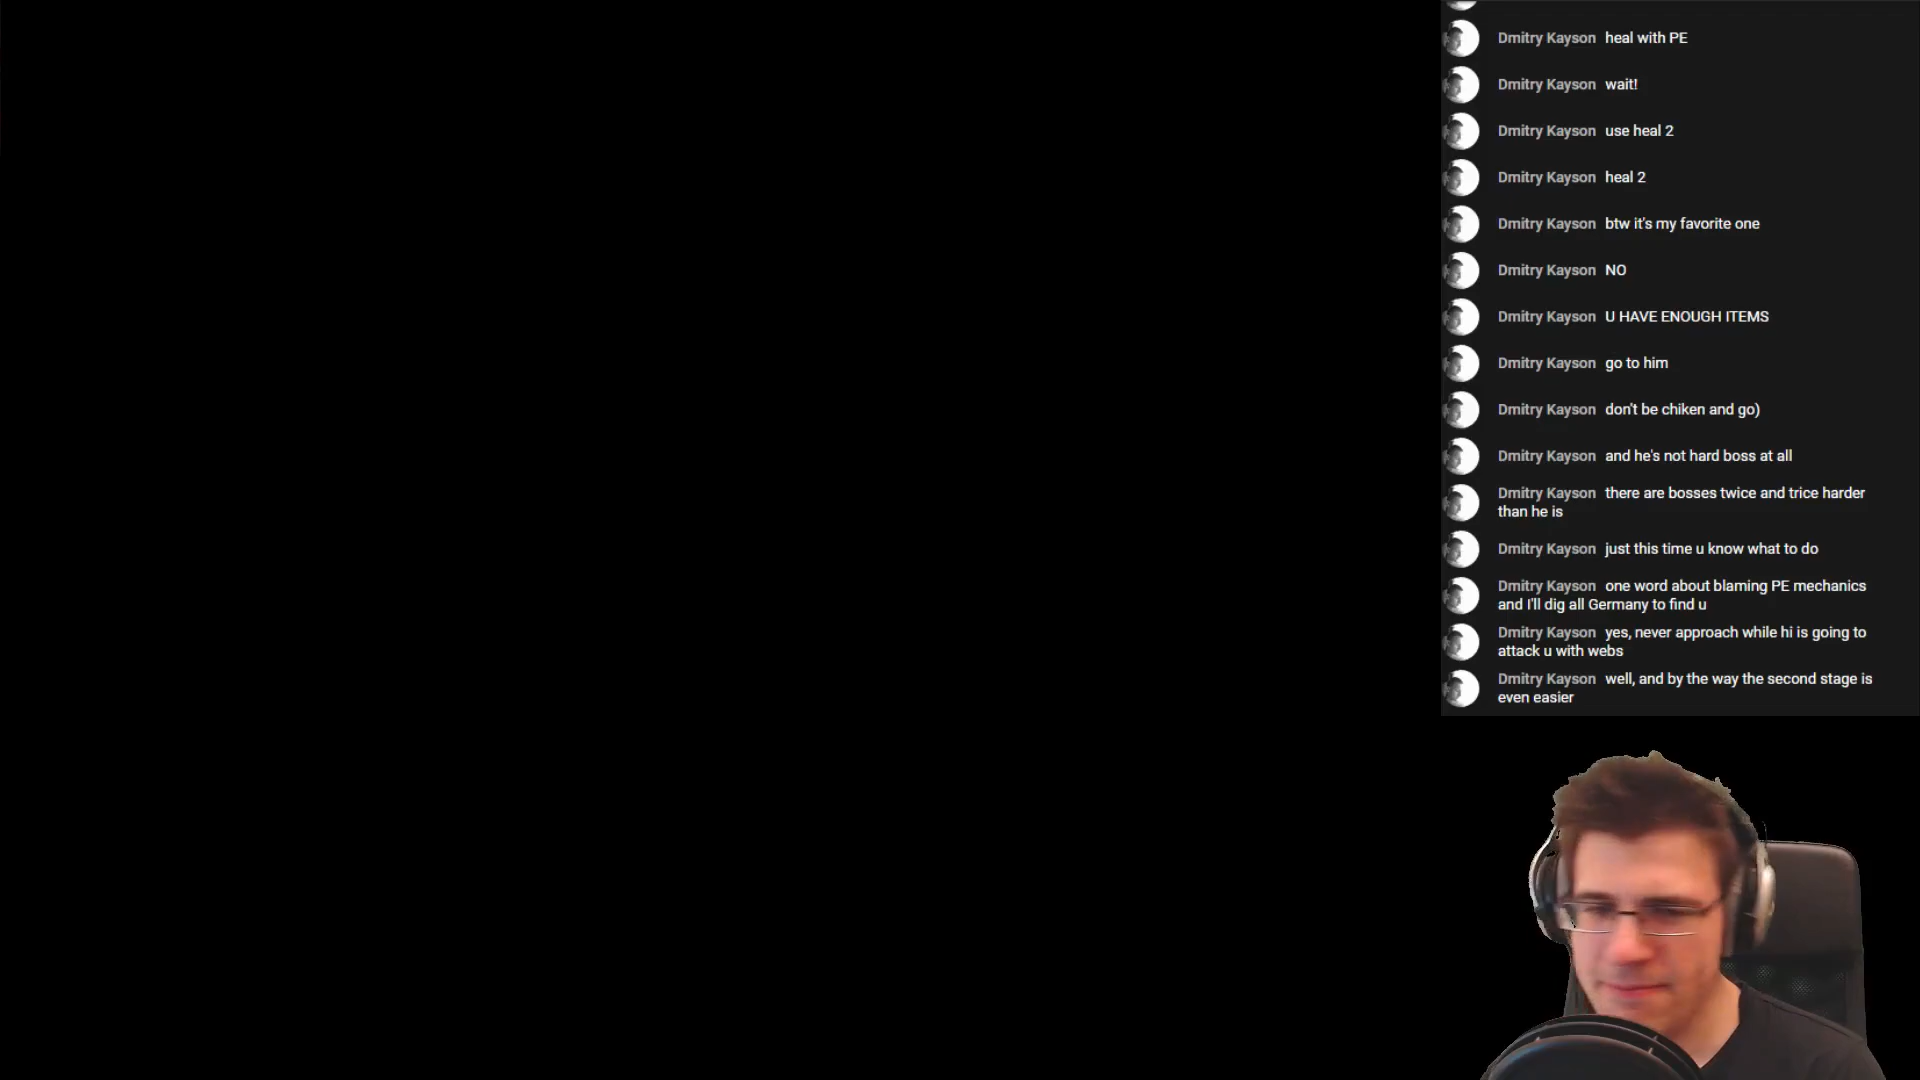 Dmitry Kayson heal with PE
Dmitry Kayson wait!
Dmitry Kayson use heal 2
Dmitry Kayson heal 2
Dmitry Kayson btw it's my favorite one
Dmitry Kayson NO
Dmitry Kayson U HAVE ENOUGH ITEMS
Dmitry Kayson go to him
Dmitry Kayson don't be chiken and go)
Dmitry Kayson and he's not hard boss at all
Dmitry Kayson there are bosses twice and trice harder
than he is
Dmitry Kayson just this time u know what to do
Dmitry Kayson one word about blaming PE mechanics
and I'll dig all Germany to find u
Dmitry Kayson yes, never approach while hi is going to
attack u with webs
Dmitry Kayson well, and by the way the second stage is
even easier